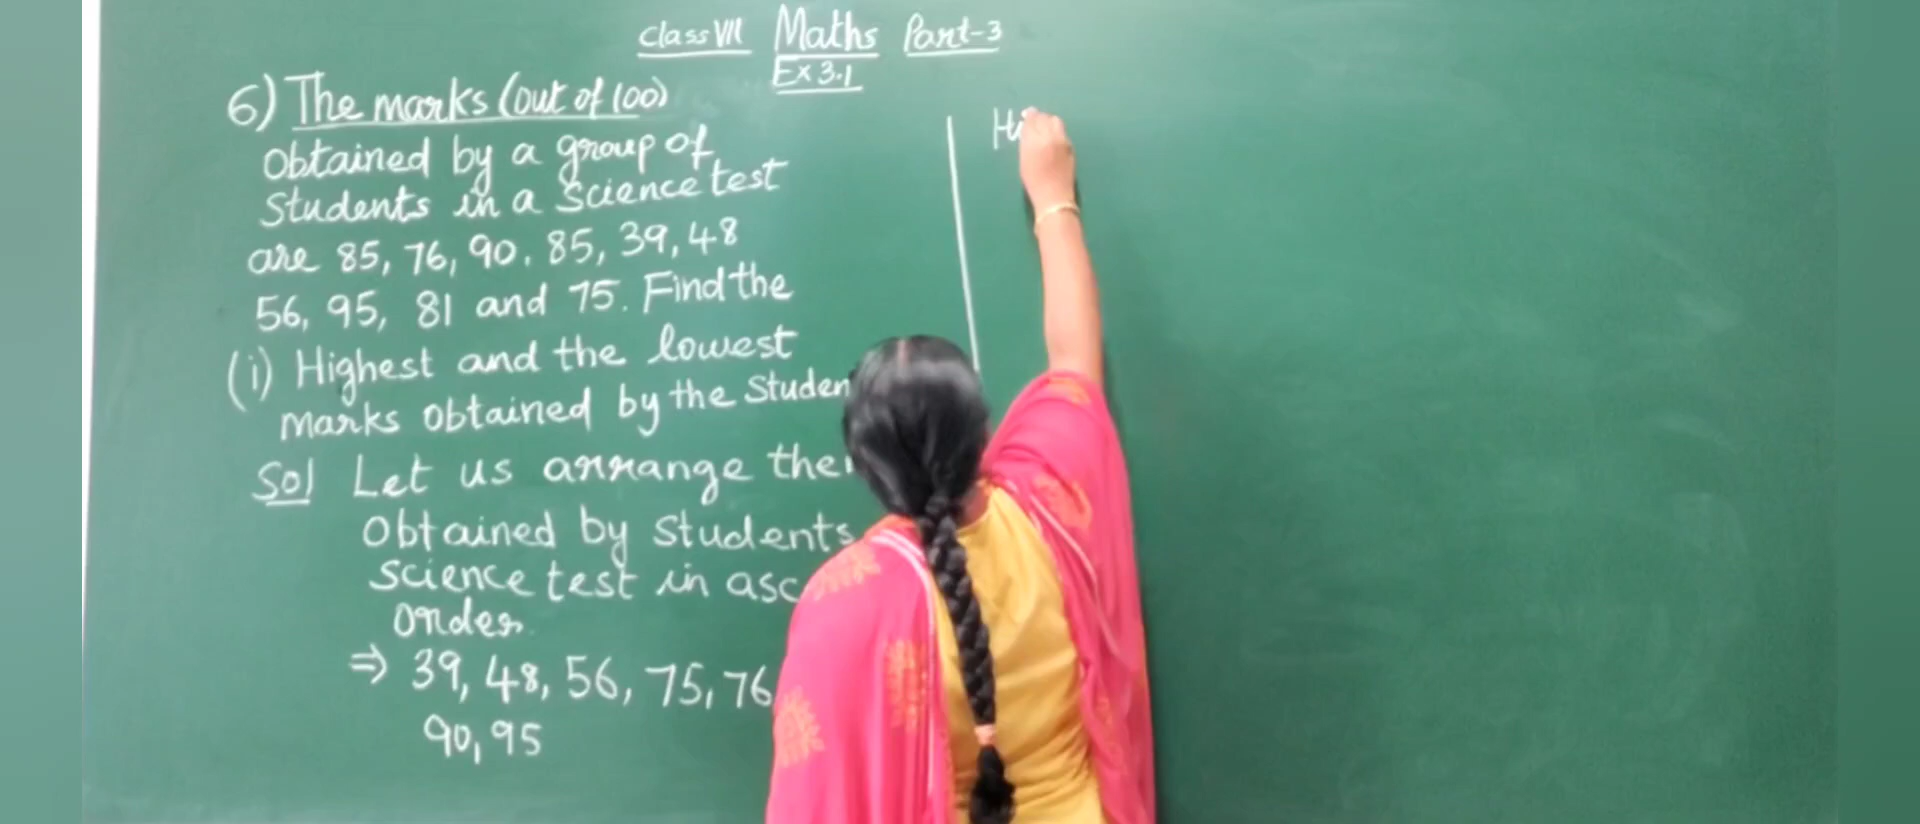 Class VII Maths Part-3
Ex 3.1
6) The marks (out of 100)
Obtained by a group of
Students in a Science test
are 85, 76, 90, 85, 39, 48
56, 95, 81 and 75. Find the
(i) Highest and the lowest
marks obtained by the Studen
Sol Let us arrange the
Obtained by Students
Science test in asc
Order
⇒ 39, 48, 56, 75, 76
90, 95
Hi